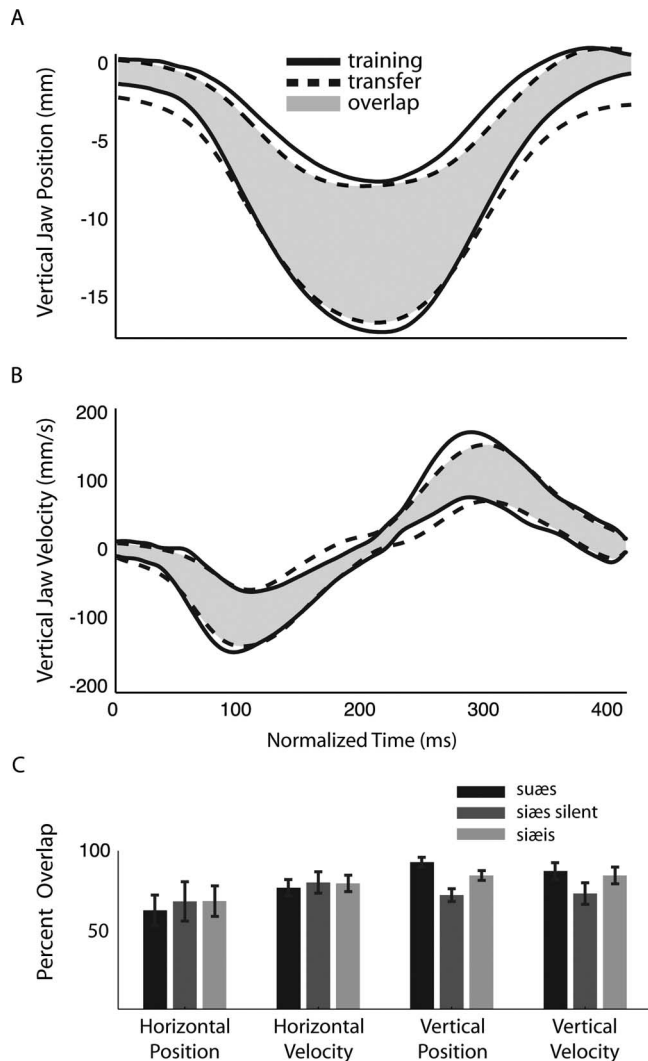 A
Vertical Jaw Position (mm)
0
-5
-10
-15
training
transfer
overlap
B
Vertical Jaw Velocity (mm/s)
200
100
0
-100
-200
0 100 200 300 400
Normalized Time (ms)
C
suæs
siæs silent
siæis
Percent Overlap
100
50
Horizontal Position
Horizontal Velocity
Vertical Position
Vertical Velocity